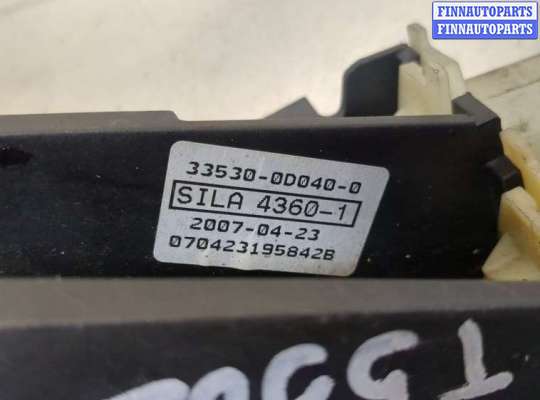 FINNAUTOPARTS
FINNAUTOPARTS
33530-0D040-0
SILA 4360-1
2007-04-23
070423195842B